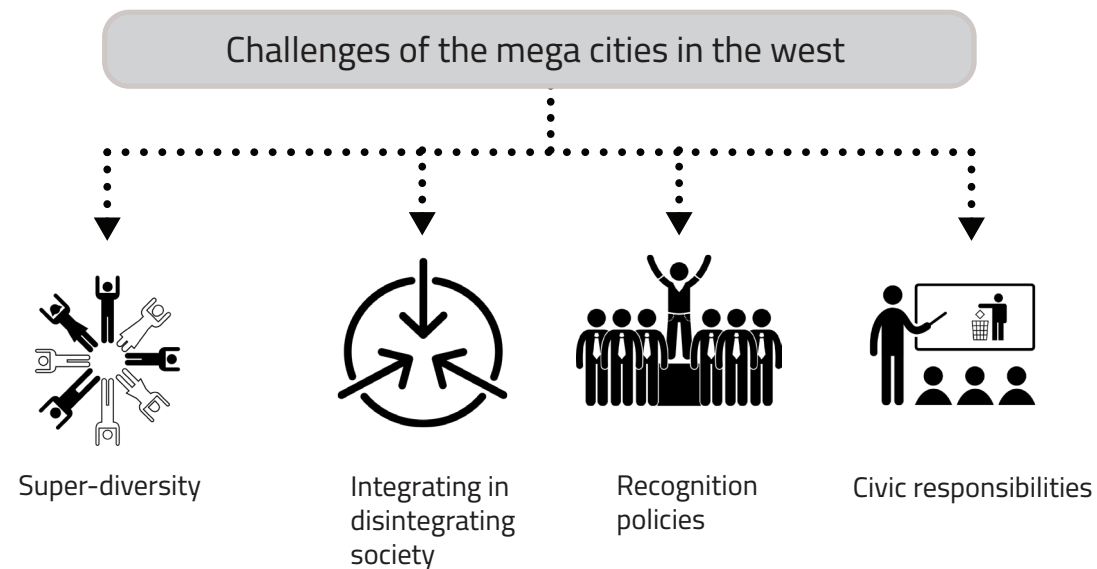 Challenges of the mega cities in the west
Super-diversity
Integrating in
disintegrating
society
Recognition
policies
Civic responsibilities